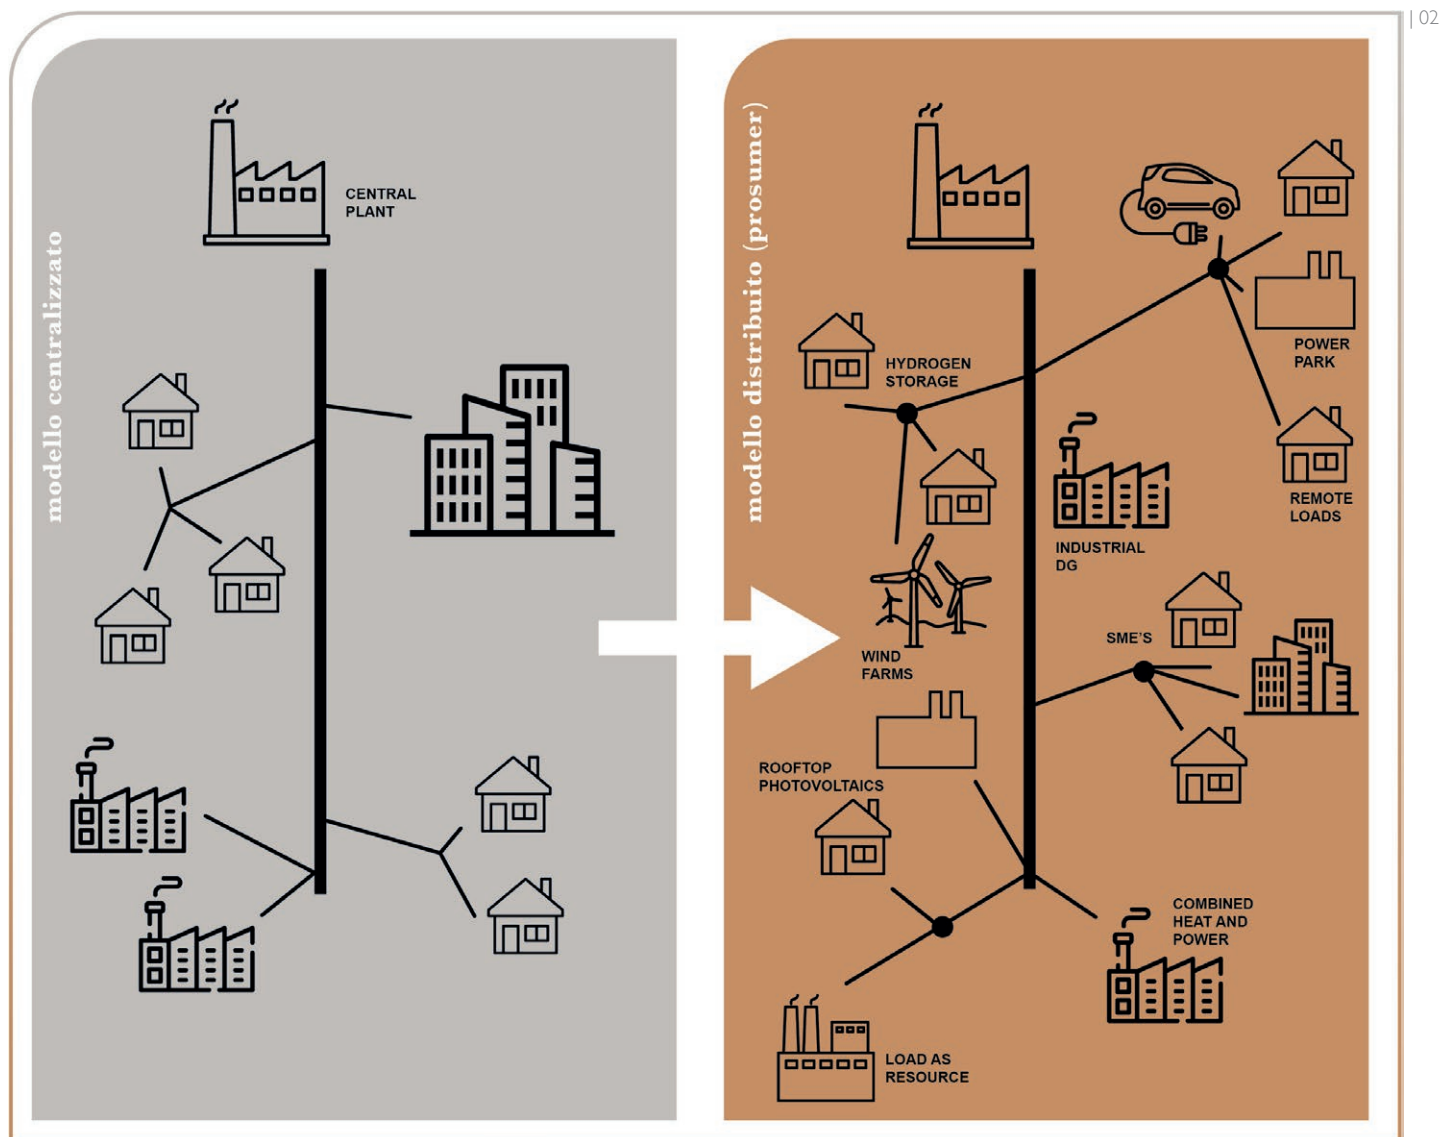 | 02
modello centralizzato
CENTRAL
PLANT
modello distribuito (prosumer)
HYDROGEN
STORAGE
POWER
PARK
REMOTE
LOADS
INDUSTRIAL
DG
WIND
FARMS
SME'S
ROOFTOP
PHOTOVOLTAICS
COMBINED
HEAT AND
POWER
LOAD AS
RESOURCE